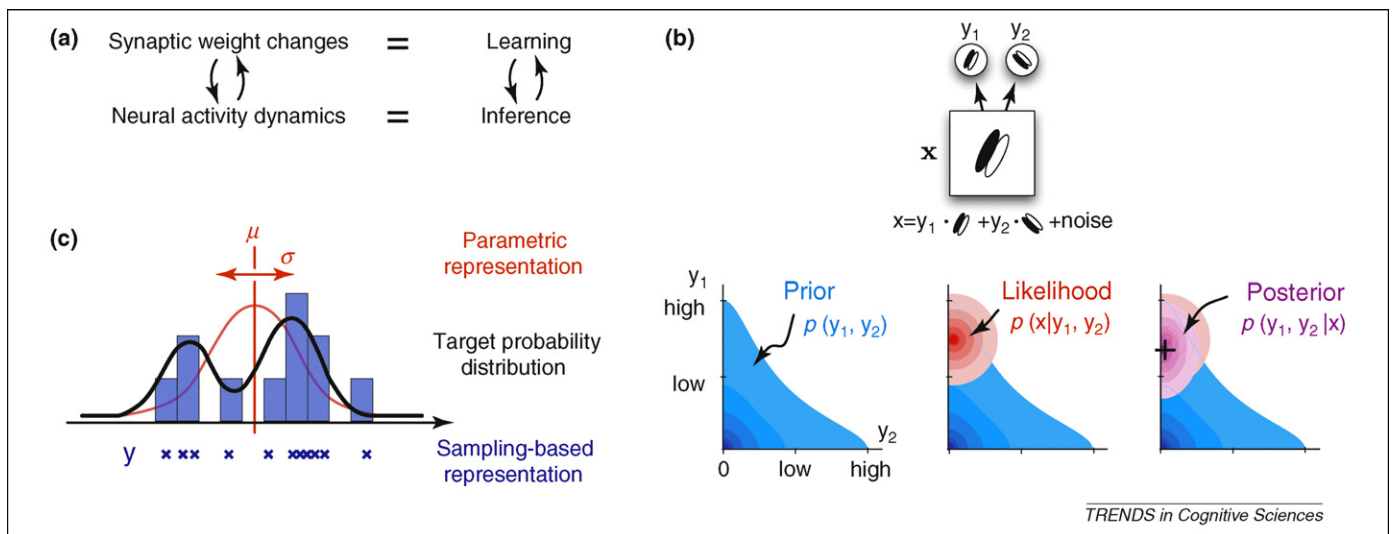 (a)
Synaptic weight changes = Learning
Neural activity dynamics = Inference
(b)
y₁ y₂
x
x=y₁ · +y₂ · +noise
(c)
μ
σ
Parametric
representation
Target probability
distribution
y
Sampling-based
representation
y₁
high
low
0 low high
y₂
Prior
p (y₁, y₂)
Likelihood
p (x|y₁, y₂)
Posterior
p (y₁, y₂ |x)
TRENDS in Cognitive Sciences